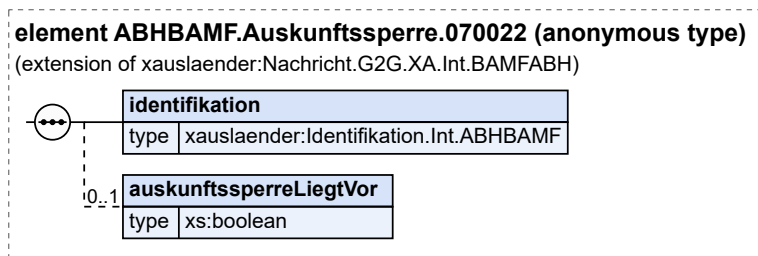 element ABHBAMF.Auskunftssperre.070022 (anonymous type)
(extension of xauslaender:Nachricht.G2G.XA.Int.BAMFABH)
identifikation
type xauslaender:Identifikation.Int.ABHBAMF
0..1 auskunftssperreLiegtVor
type xs:boolean